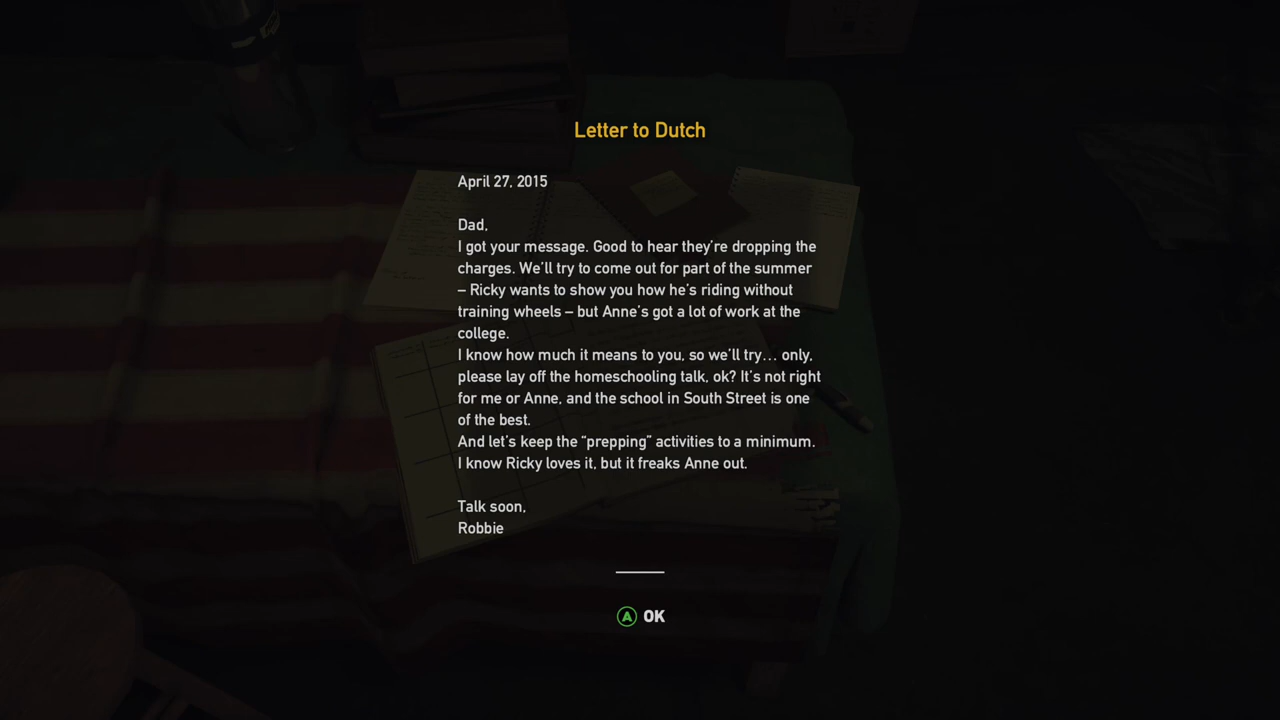 Letter to Dutch
April 27, 2015
Dad,
I got your message. Good to hear they're dropping the
charges. We'll try to come out for part of the summer
– Ricky wants to show you how he's riding without
training wheels – but Anne's got a lot of work at the
college.
I know how much it means to you, so we'll try... only,
please lay off the homeschooling talk, ok? It's not right
for me or Anne, and the school in South Street is one
of the best.
And let's keep the “prepping” activities to a minimum.
I know Ricky loves it, but it freaks Anne out.
Talk soon,
Robbie
A OK